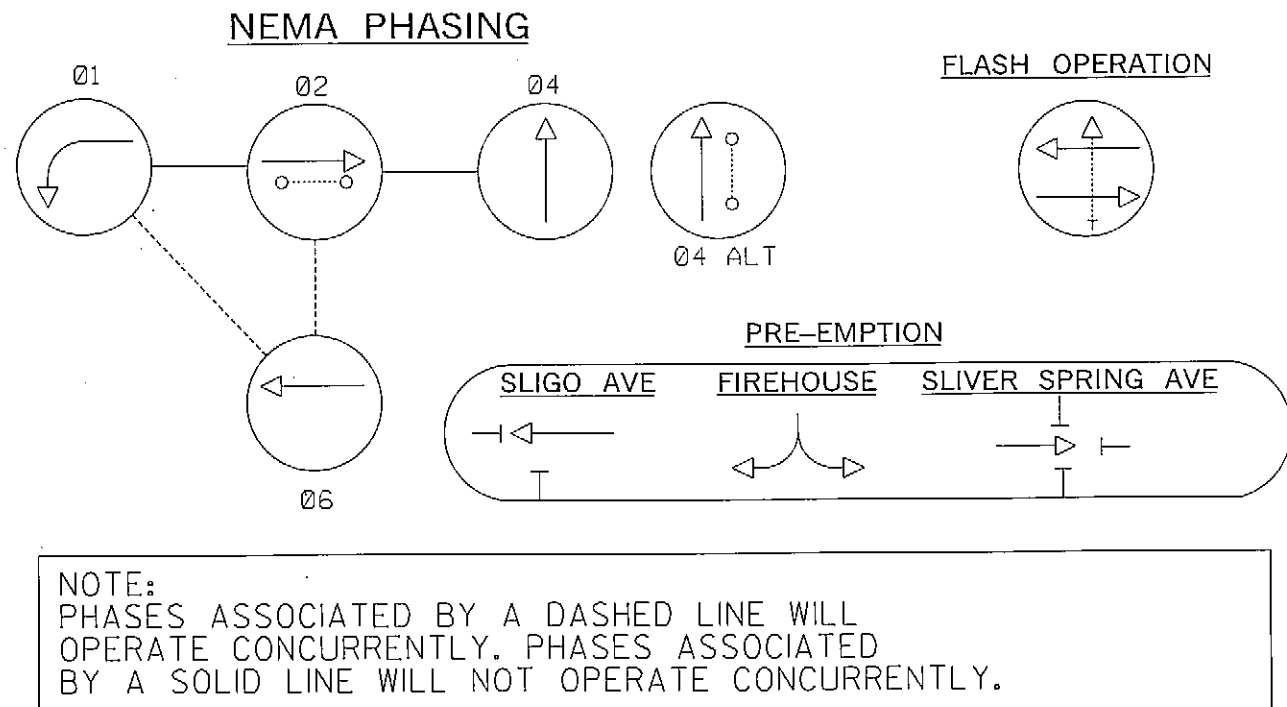 NEMA PHASING
FLASH OPERATION
Ø1
Ø2
Ø4
Ø4 ALT
Ø6
PRE-EMPTION
SLIGO AVE
FIREHOUSE
SLIVER SPRING AVE
NOTE:
PHASES ASSOCIATED BY A DASHED LINE WILL
OPERATE CONCURRENTLY. PHASES ASSOCIATED
BY A SOLID LINE WILL NOT OPERATE CONCURRENTLY.